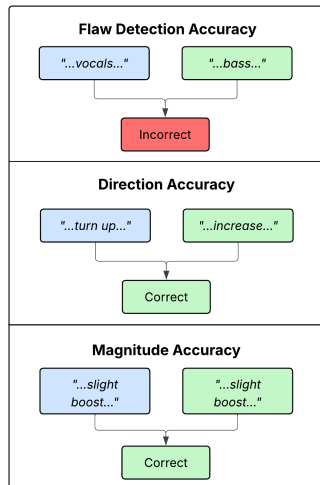 Flaw Detection Accuracy
"...vocals..." "...bass..."
Incorrect
Direction Accuracy
"...turn up..." "...increase..."
Correct
Magnitude Accuracy
"...slight "...slight
boost..." boost..."
Correct